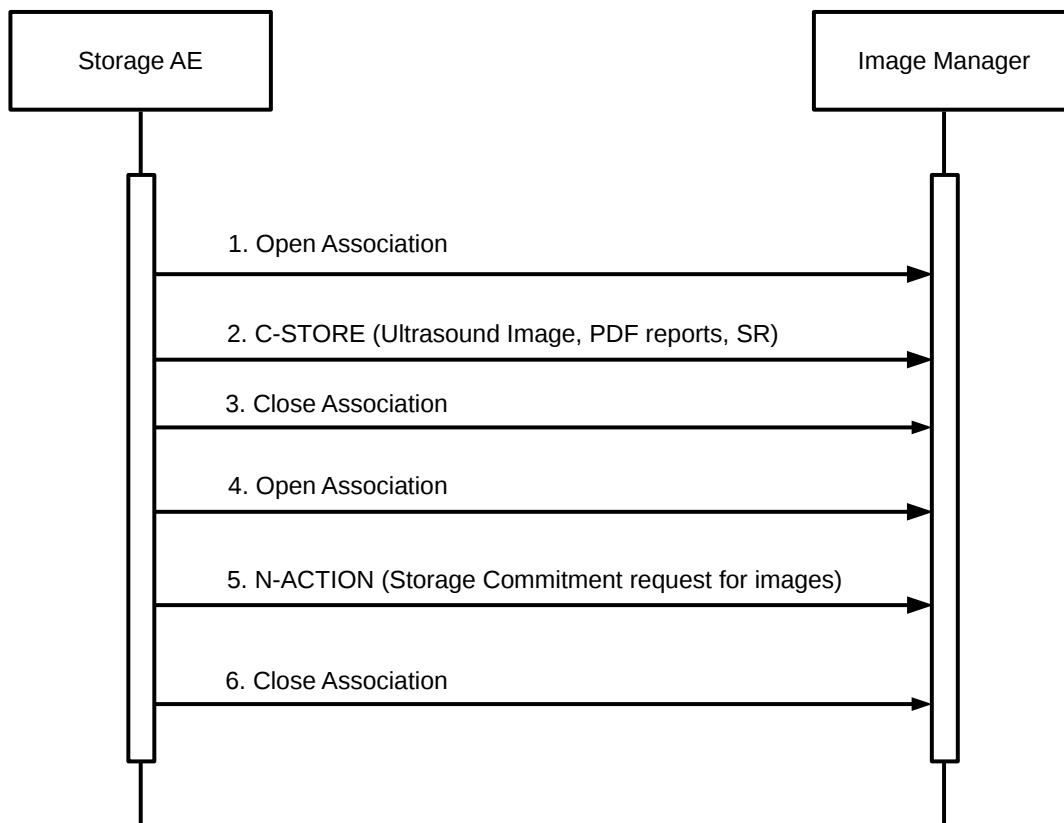 Storage AE
Image Manager
1. Open Association
2. C-STORE (Ultrasound Image, PDF reports, SR)
3. Close Association
4. Open Association
5. N-ACTION (Storage Commitment request for images)
6. Close Association